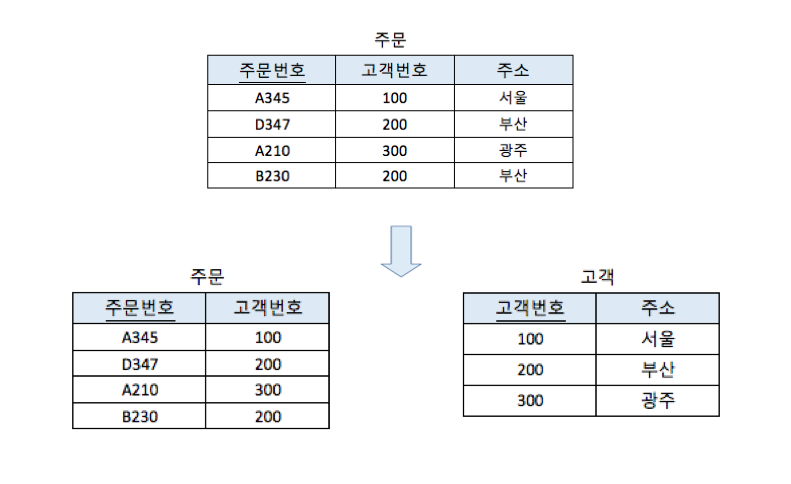 주문
주문번호 고객번호 주소
A345 100 서울
D347 200 부산
A210 300 광주
B230 200 부산
주문
주문번호 고객번호
A345 100
D347 200
A210 300
B230 200
고객
고객번호 주소
100 서울
200 부산
300 광주